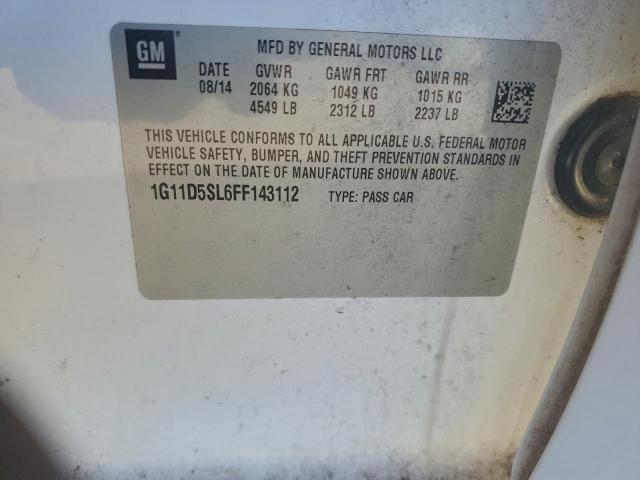 GM
MFD BY GENERAL MOTORS LLC
DATE GVWR GAWR FRT GAWR RR
08/14 2064 KG 1049 KG 1015 KG
4549 LB 2312 LB 2237 LB
THIS VEHICLE CONFORMS TO ALL APPLICABLE U.S. FEDERAL MOTOR
VEHICLE SAFETY, BUMPER, AND THEFT PREVENTION STANDARDS IN
EFFECT ON THE DATE OF MANUFACTURE SHOWN ABOVE.
1G11D5SL6FF143112 TYPE: PASS CAR